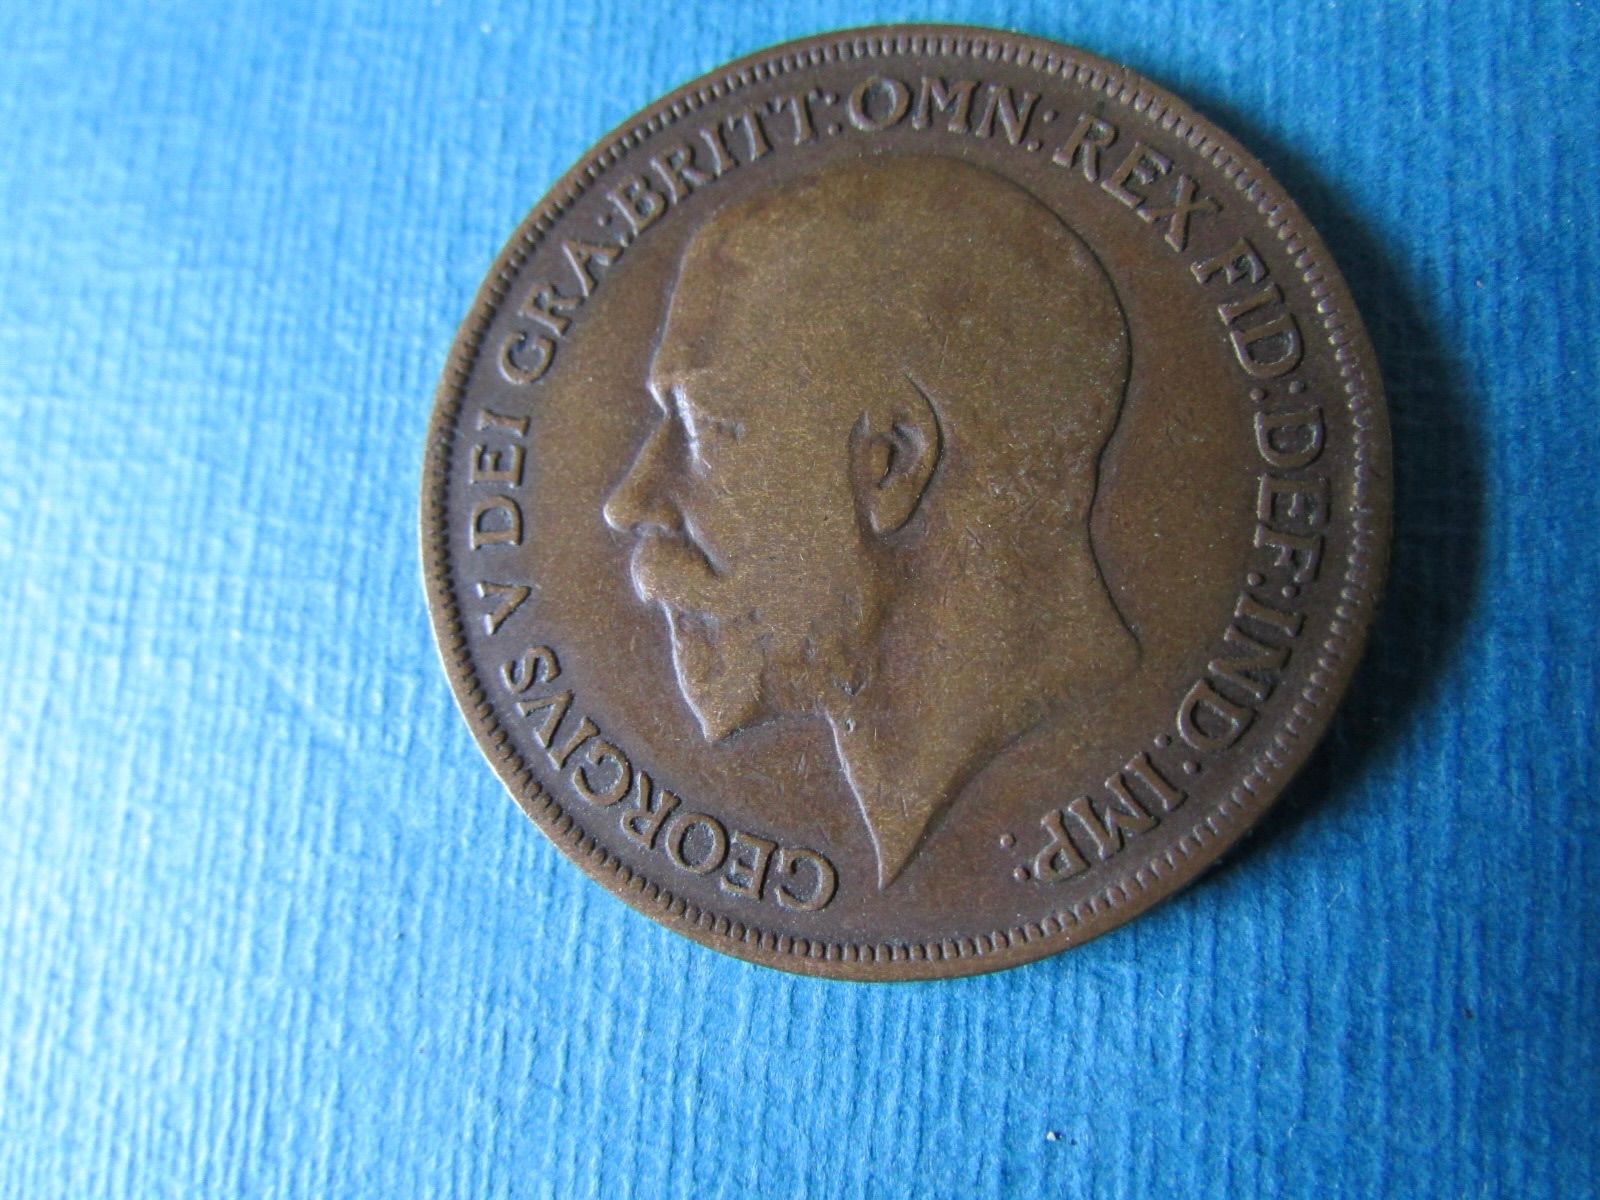 GEORGIVS V DEI GRA: BRITT: OMN: REX FID: DEF: IND: IMP: